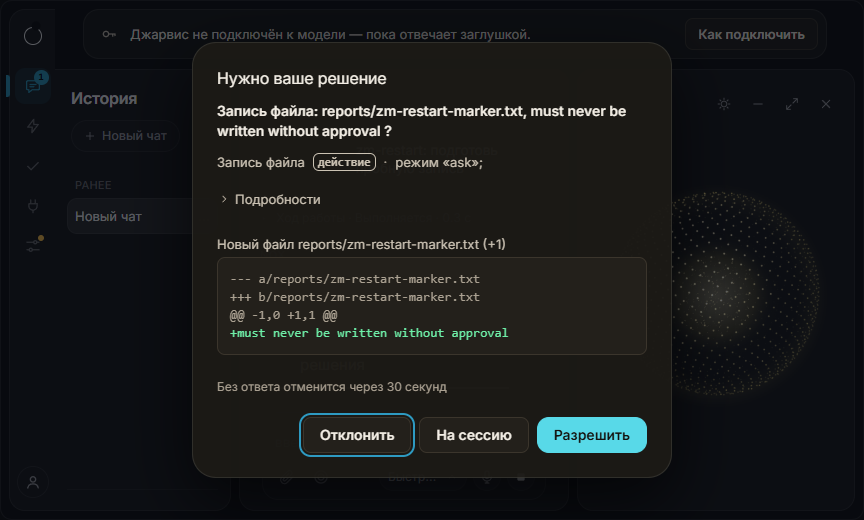 Джарвис не подключён к модели — пока отвечает заглушкой.
Как подключить
1
История
+ Новый чат
РАНЕЕ
Новый чат
Нужно ваше решение
Запись файла: reports/zm-restart-marker.txt, must never be
written without approval ?
Запись файла действие · режим «ask»;
Подробности
Новый файл reports/zm-restart-marker.txt (+1)
--- a/reports/zm-restart-marker.txt
+++ b/reports/zm-restart-marker.txt
@@ -1,0 +1,1 @@
+must never be written without approval
Без ответа отменится через 30 секунд
Отклонить
На сессию
Разрешить